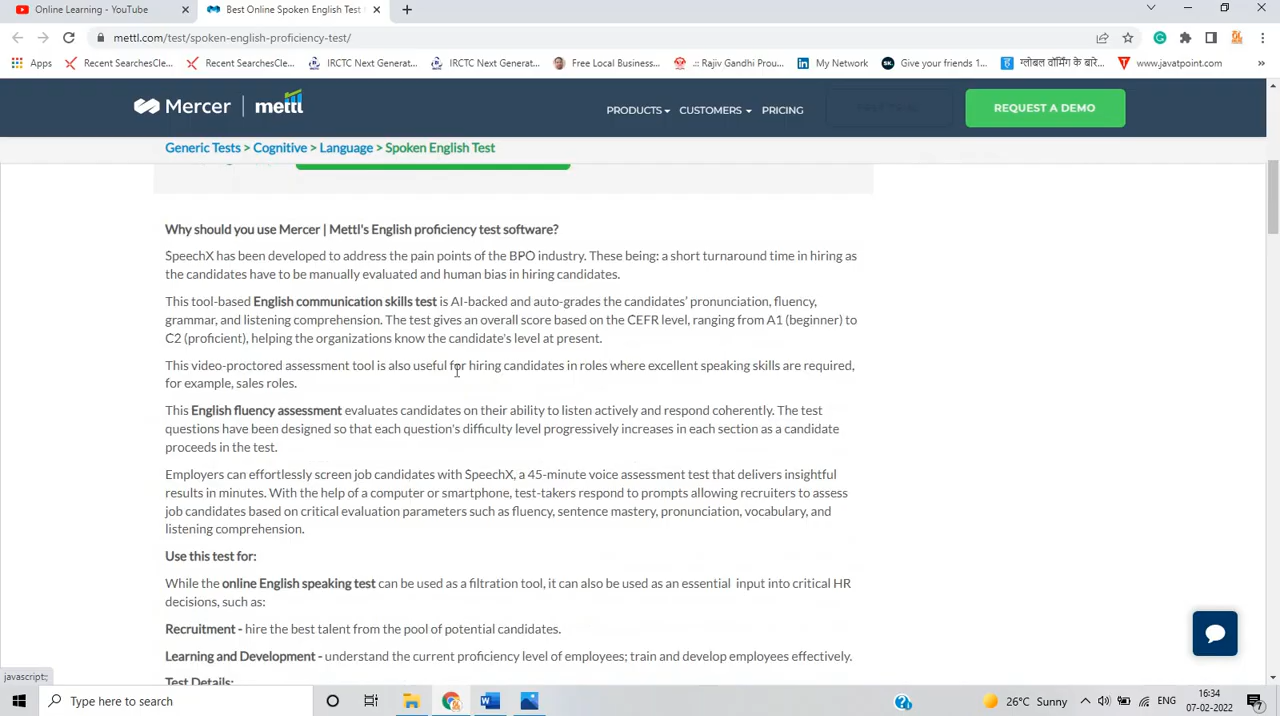 Online Learning - YouTube
Best Online Spoken English Test
mettl.com/test/spoken-english-proficiency-test/
Apps
Recent SearchesCle...
Recent SearchesCle...
IRCTC Next Generat...
IRCTC Next Generat...
Free Local Business...
.: Rajiv Gandhi Prou...
My Network
Give your friends 1...
ग्लोबल वॉर्मिंग के बारे...
www.javatpoint.com
Mercer | mettl
PRODUCTS
CUSTOMERS
PRICING
REQUEST A DEMO
Generic Tests > Cognitive > Language > Spoken English Test
Why should you use Mercer | Mettl's English proficiency test software?
SpeechX has been developed to address the pain points of the BPO industry. These being: a short turnaround time in hiring as
the candidates have to be manually evaluated and human bias in hiring candidates.
This tool-based English communication skills test is AI-backed and auto-grades the candidates' pronunciation, fluency,
grammar, and listening comprehension. The test gives an overall score based on the CEFR level, ranging from A1 (beginner) to
C2 (proficient), helping the organizations know the candidate's level at present.
This video-proctored assessment tool is also useful for hiring candidates in roles where excellent speaking skills are required,
for example, sales roles.
This English fluency assessment evaluates candidates on their ability to listen actively and respond coherently. The test
questions have been designed so that each question's difficulty level progressively increases in each section as a candidate
proceeds in the test.
Employers can effortlessly screen job candidates with SpeechX, a 45-minute voice assessment test that delivers insightful
results in minutes. With the help of a computer or smartphone, test-takers respond to prompts allowing recruiters to assess
job candidates based on critical evaluation parameters such as fluency, sentence mastery, pronunciation, vocabulary, and
listening comprehension.
Use this test for:
While the online English speaking test can be used as a filtration tool, it can also be used as an essential input into critical HR
decisions, such as:
Recruitment - hire the best talent from the pool of potential candidates.
Learning and Development - understand the current proficiency level of employees; train and develop employees effectively.
Test Details:
javascript:
Type here to search
26°C Sunny
ENG
16:34
07-02-2022
7